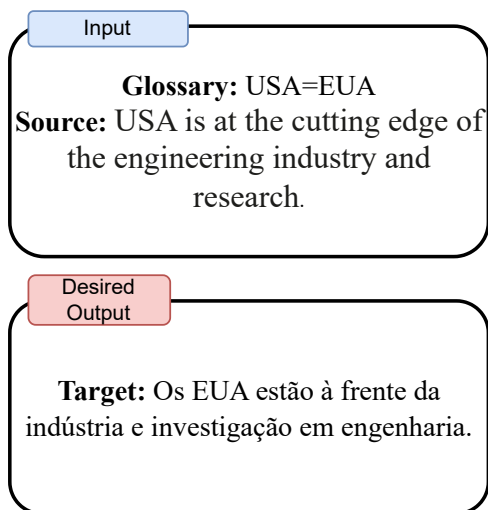 Input
Glossary: USA=EUA
Source: USA is at the cutting edge of
the engineering industry and
research.
Desired
Output
Target: Os EUA estão à frente da
indústria e investigação em engenharia.